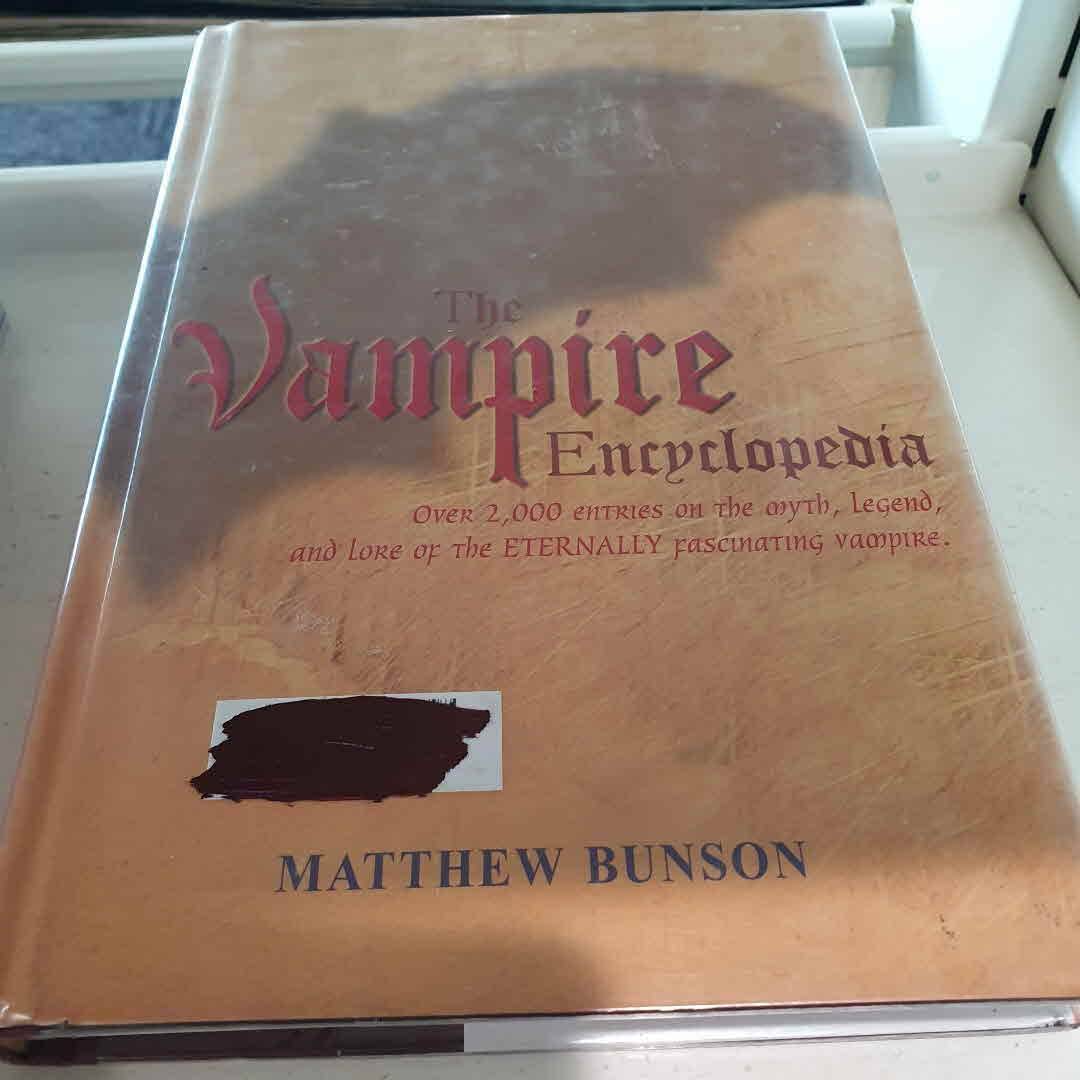 The
Vampire
Encyclopedia
Over 2,000 entries on the myth, legend,
and lore of the ETERNALLY fascinating vampire.
MATTHEW BUNSON